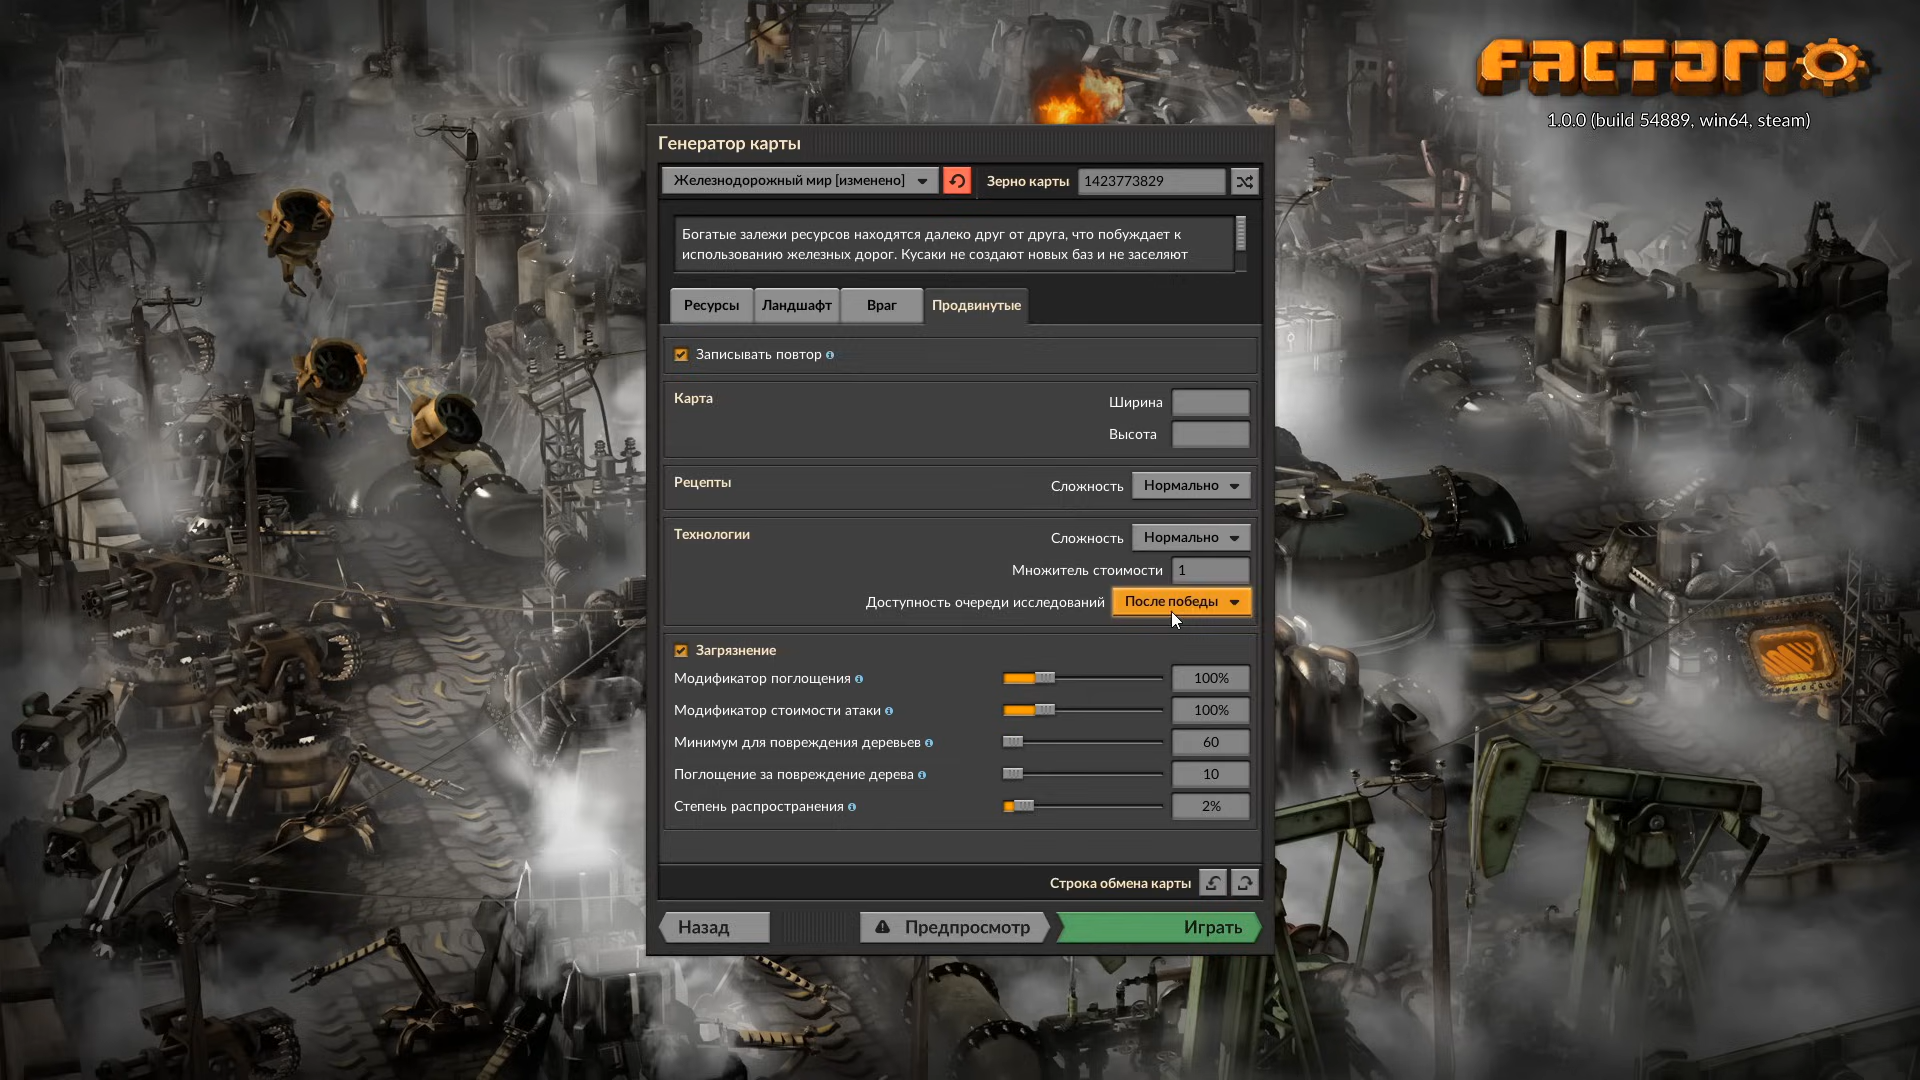 FACTORIO
1.0.0 (build 54889, win64, steam)
Генератор карты
Железнодорожный мир [изменено]
Зерно карты
1423773829
Богатые залежи ресурсов находятся далеко друг от друга, что побуждает к
использованию железных дорог. Кусаки не создают новых баз и не заселяют
Ресурсы
Ландшафт
Враг
Продвинутые
Записывать повтор
Карта
Ширина
Высота
Рецепты
Сложность
Нормально
Технологии
Сложность
Нормально
Множитель стоимости
1
Доступность очереди исследований
После победы
Загрязнение
Модификатор поглощения
100%
Модификатор стоимости атаки
100%
Минимум для повреждения деревьев
60
Поглощение за повреждение дерева
10
Степень распространения
2%
Строка обмена карты
Назад
Предпросмотр
Играть